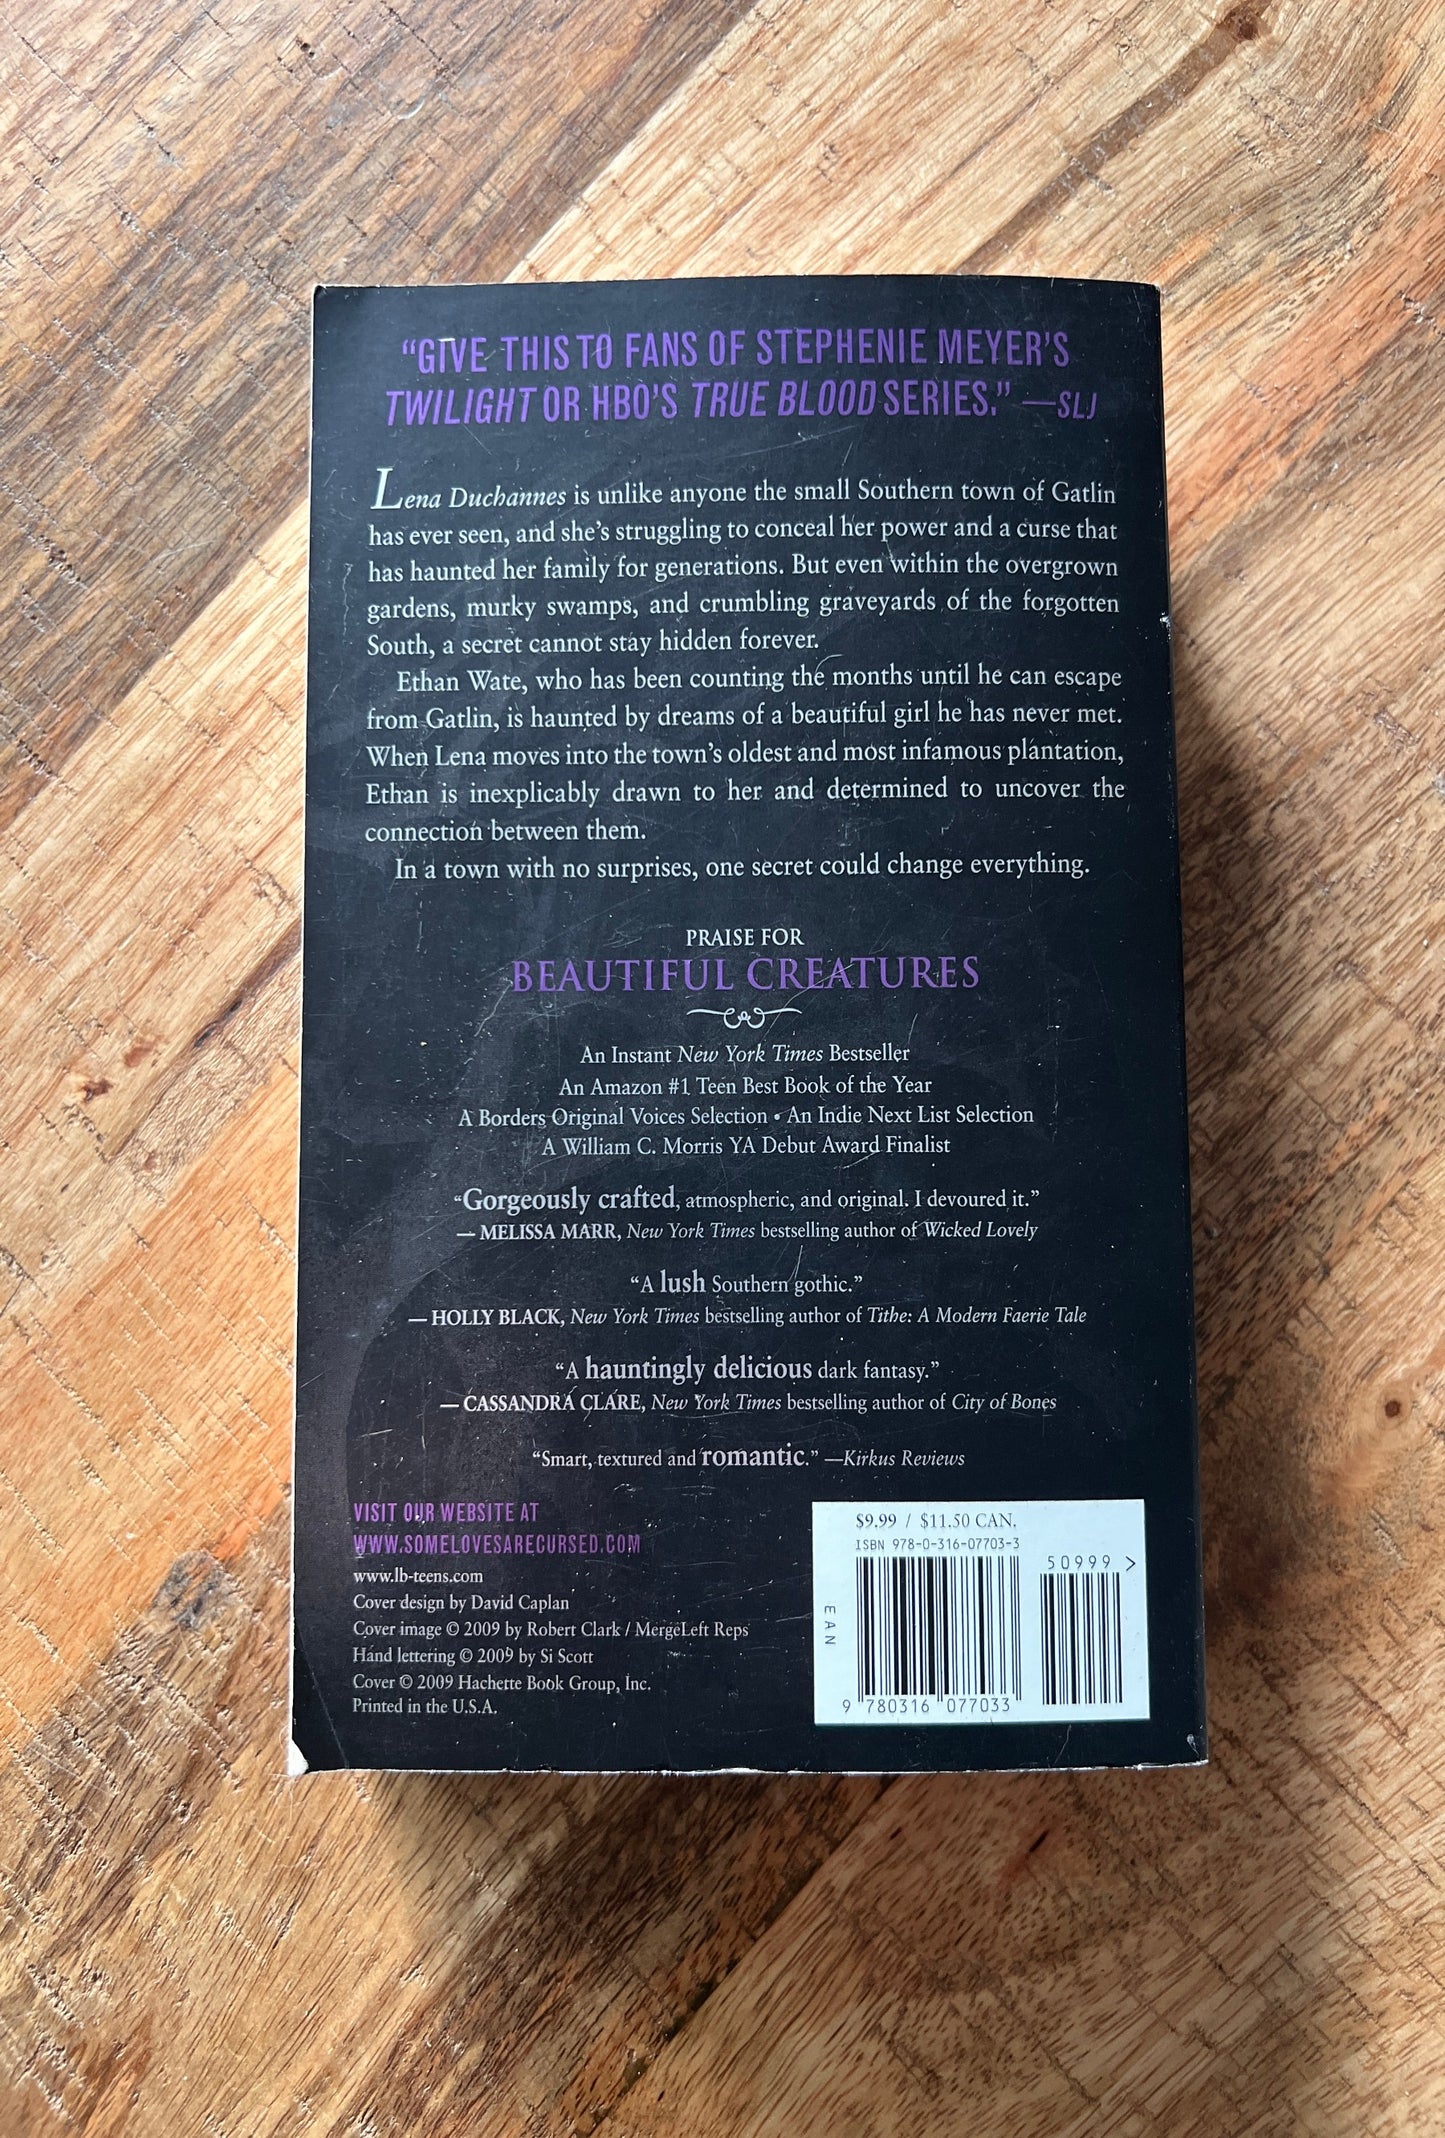 “GIVE THIS TO FANS OF STEPHENIE MEYER’S
TWILIGHT OR HBO’S TRUE BLOOD SERIES.” —SLJ
Lena Duchannes is unlike anyone the small Southern town of Gatlin
has ever seen, and she’s struggling to conceal her power and a curse that
has haunted her family for generations. But even within the overgrown
gardens, murky swamps, and crumbling graveyards of the forgotten
South, a secret cannot stay hidden forever.
Ethan Wate, who has been counting the months until he can escape
from Gatlin, is haunted by dreams of a beautiful girl he has never met.
When Lena moves into the town’s oldest and most infamous plantation,
Ethan is inexplicably drawn to her and determined to uncover the
connection between them.
In a town with no surprises, one secret could change everything.
PRAISE FOR
BEAUTIFUL CREATURES
An Instant New York Times Bestseller
An Amazon #1 Teen Best Book of the Year
A Borders Original Voices Selection • An Indie Next List Selection
A William C. Morris YA Debut Award Finalist
“Gorgeously crafted, atmospheric, and original. I devoured it.”
— MELISSA MARR, New York Times bestselling author of Wicked Lovely
“A lush Southern gothic.”
— HOLLY BLACK, New York Times bestselling author of Tithe: A Modern Faerie Tale
“A hauntingly delicious dark fantasy.”
— CASSANDRA CLARE, New York Times bestselling author of City of Bones
“Smart, textured and romantic.” —Kirkus Reviews
VISIT OUR WEBSITE AT
WWW.SOMELOVESARECURSED.COM
www.lb-teens.com
Cover design by David Caplan
Cover image © 2009 by Robert Clark / MergeLeft Reps
Hand lettering © 2009 by Si Scott
Cover © 2009 Hachette Book Group, Inc.
Printed in the U.S.A.
$9.99 / $11.50 CAN.
ISBN 978-0-316-07703-3
50999 >
EAN
9 780316 077033